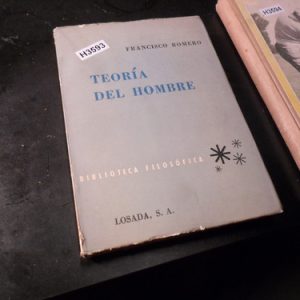 H3593
FRANCISCO ROMERO
TEORÍA
DEL HOMBRE
BIBLIOTECA FILOSÓFICA
LOSADA, S. A.
H3594